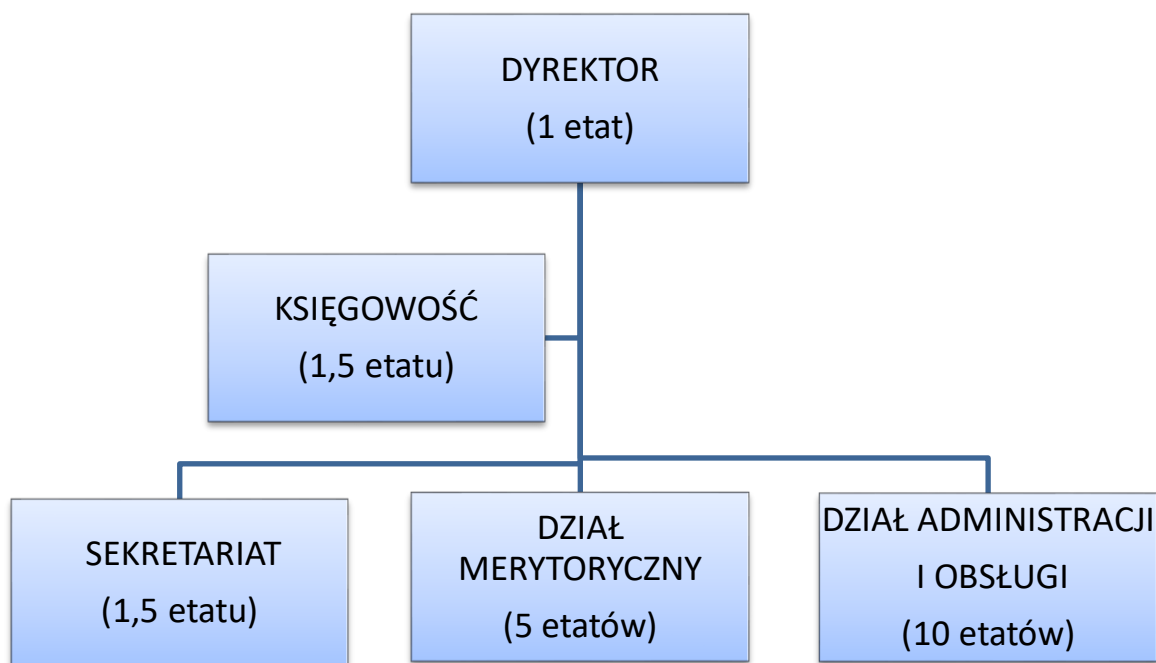 DYREKTOR
(1 etat)
KSIĘGOWOŚĆ
(1,5 etatu)
SEKRETARIAT
(1,5 etatu)
DZIAŁ
MERYTORYCZNY
(5 etatów)
DZIAŁ ADMINISTRACJI
I OBSŁUGI
(10 etatów)